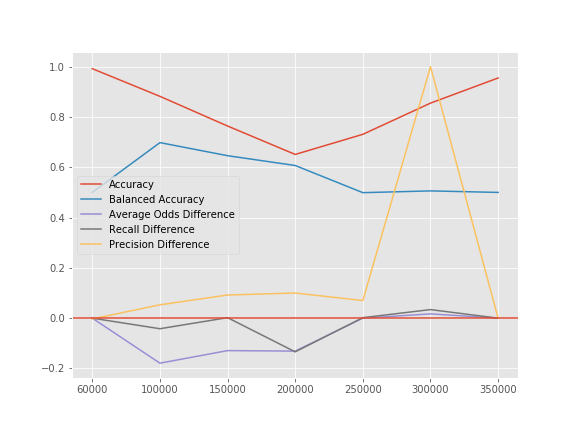 1.0
0.8
0.6
0.4
0.2
0.0
−0.2
Accuracy
Balanced Accuracy
Average Odds Difference
Recall Difference
Precision Difference
60000 100000 150000 200000 250000 300000 350000